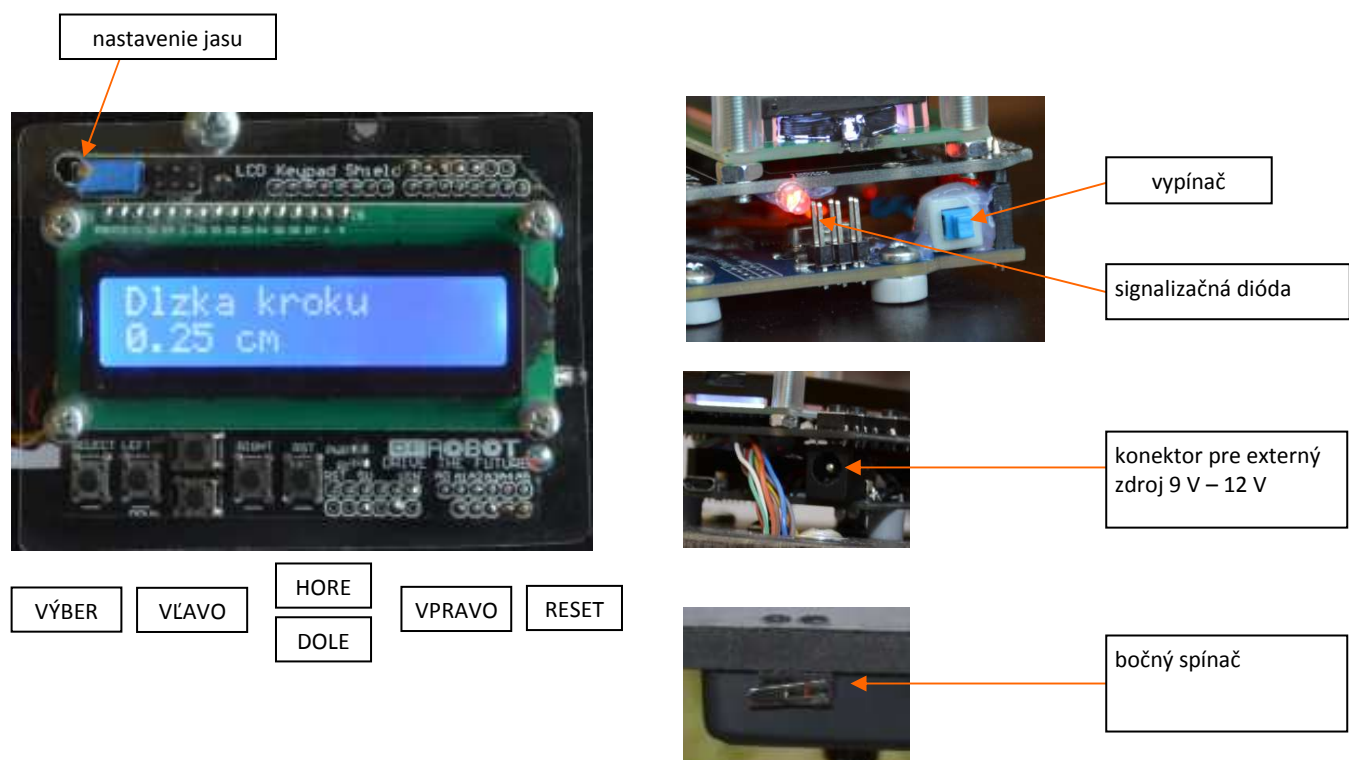 nastavenie jasu
LCD Keypad Shield
Dlzka kroku
0.25 cm
SELECT LEFT
RIGHT
RST
ROBOT
DRIVE THE FUTURE
VÝBER
VĽAVO
HORE
DOLE
VPRAVO
RESET
vypínač
signalizačná dióda
konektor pre externý
zdroj 9 V – 12 V
bočný spínač